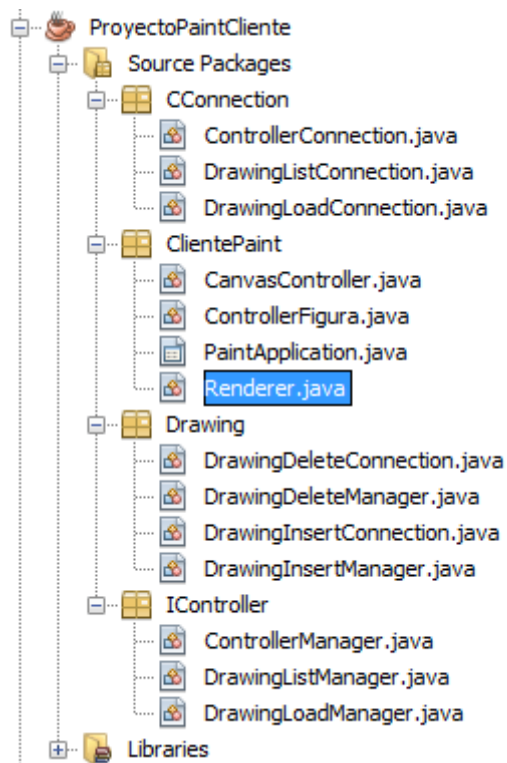 ProyectoPaintCliente
Source Packages
CConnection
ControllerConnection.java
DrawingListConnection.java
DrawingLoadConnection.java
ClientePaint
CanvasController.java
ControllerFigura.java
PaintApplication.java
Renderer.java
Drawing
DrawingDeleteConnection.java
DrawingDeleteManager.java
DrawingInsertConnection.java
DrawingInsertManager.java
IController
ControllerManager.java
DrawingListManager.java
DrawingLoadManager.java
Libraries